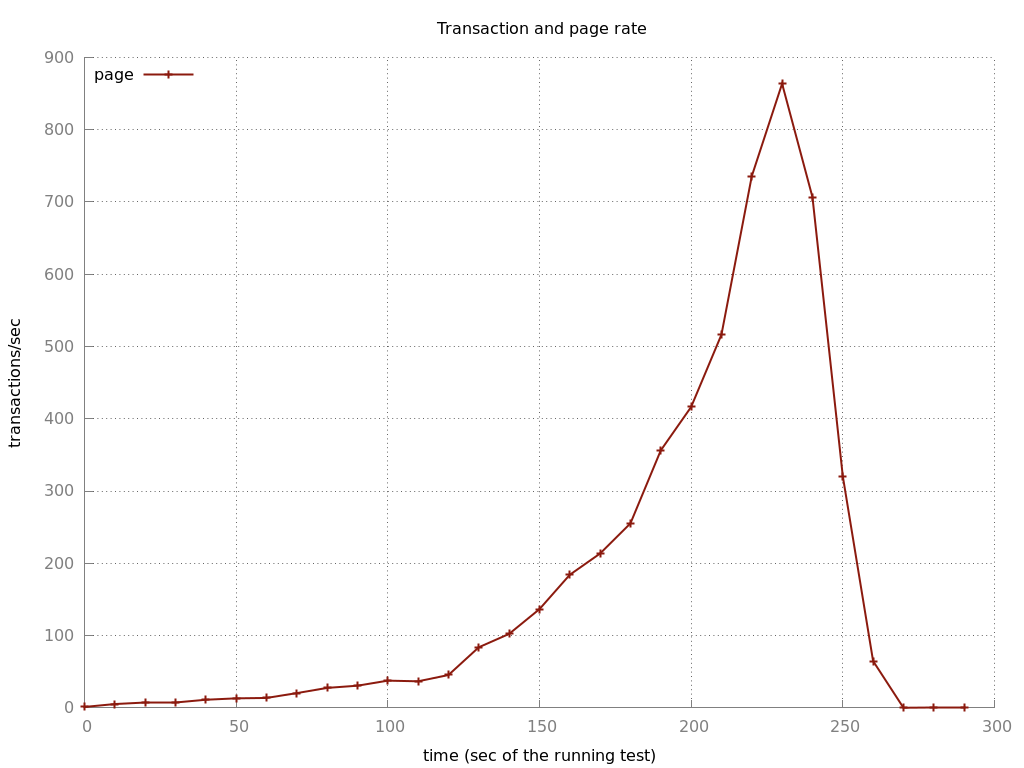 Transaction and page rate
900
page
800
700
600
500
400
300
200
100
0
transactions/sec
0 50 100 150 200 250 300
time (sec of the running test)